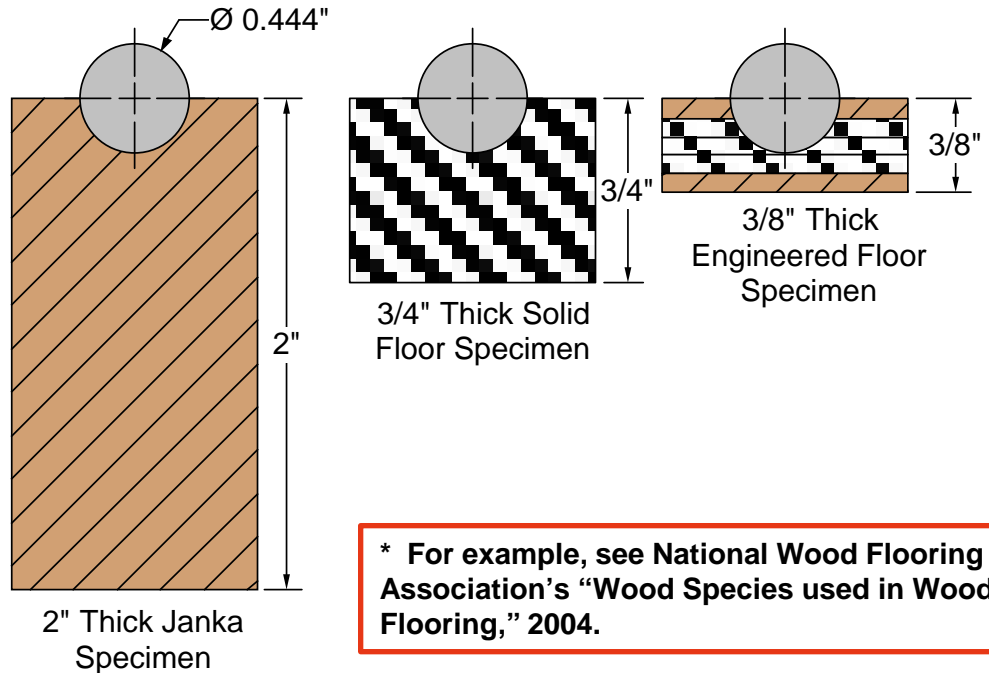 Ø 0.444"
2"
2" Thick Janka
Specimen
3/4"
3/4" Thick Solid
Floor Specimen
3/8"
3/8" Thick
Engineered Floor
Specimen
* For example, see National Wood Flooring
Association’s “Wood Species used in Wood
Flooring,” 2004.